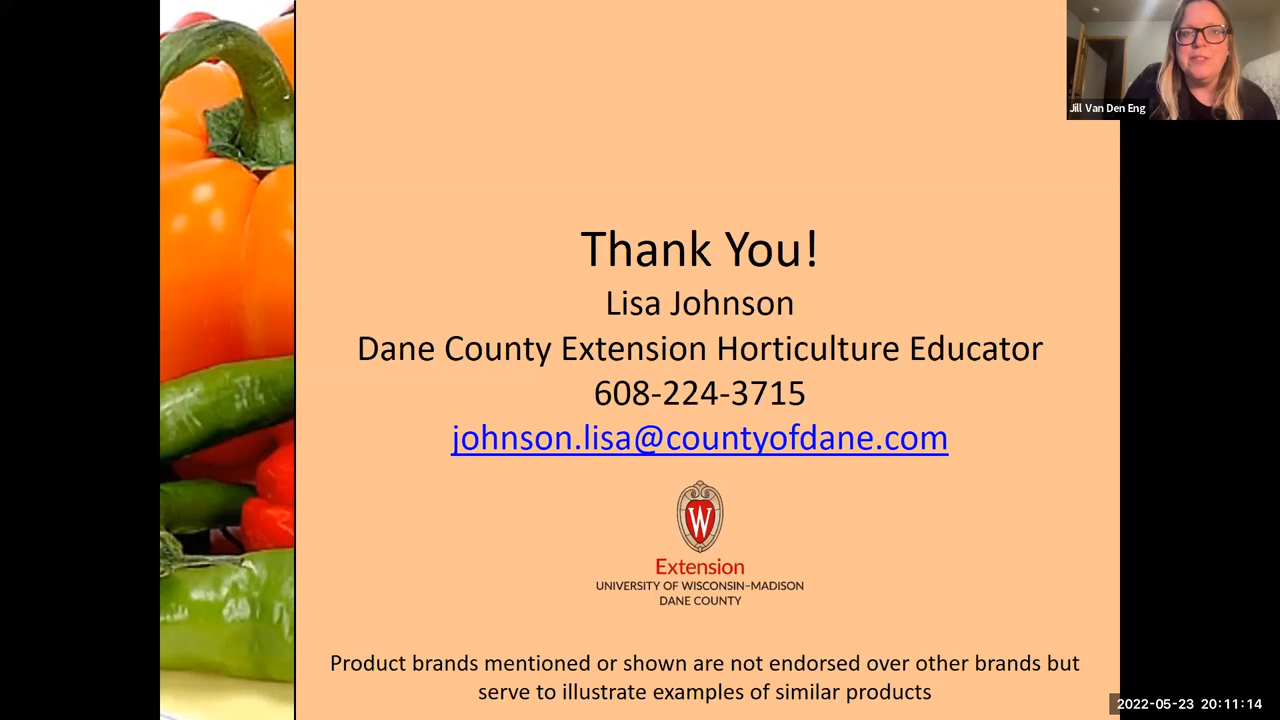 Jill Van Den Eng
Thank You!
Lisa Johnson
Dane County Extension Horticulture Educator
608-224-3715
johnson.lisa@countyofdane.com
W
Extension
UNIVERSITY OF WISCONSIN–MADISON
DANE COUNTY
Product brands mentioned or shown are not endorsed over other brands but
serve to illustrate examples of similar products
2022-05-23 20:11:14